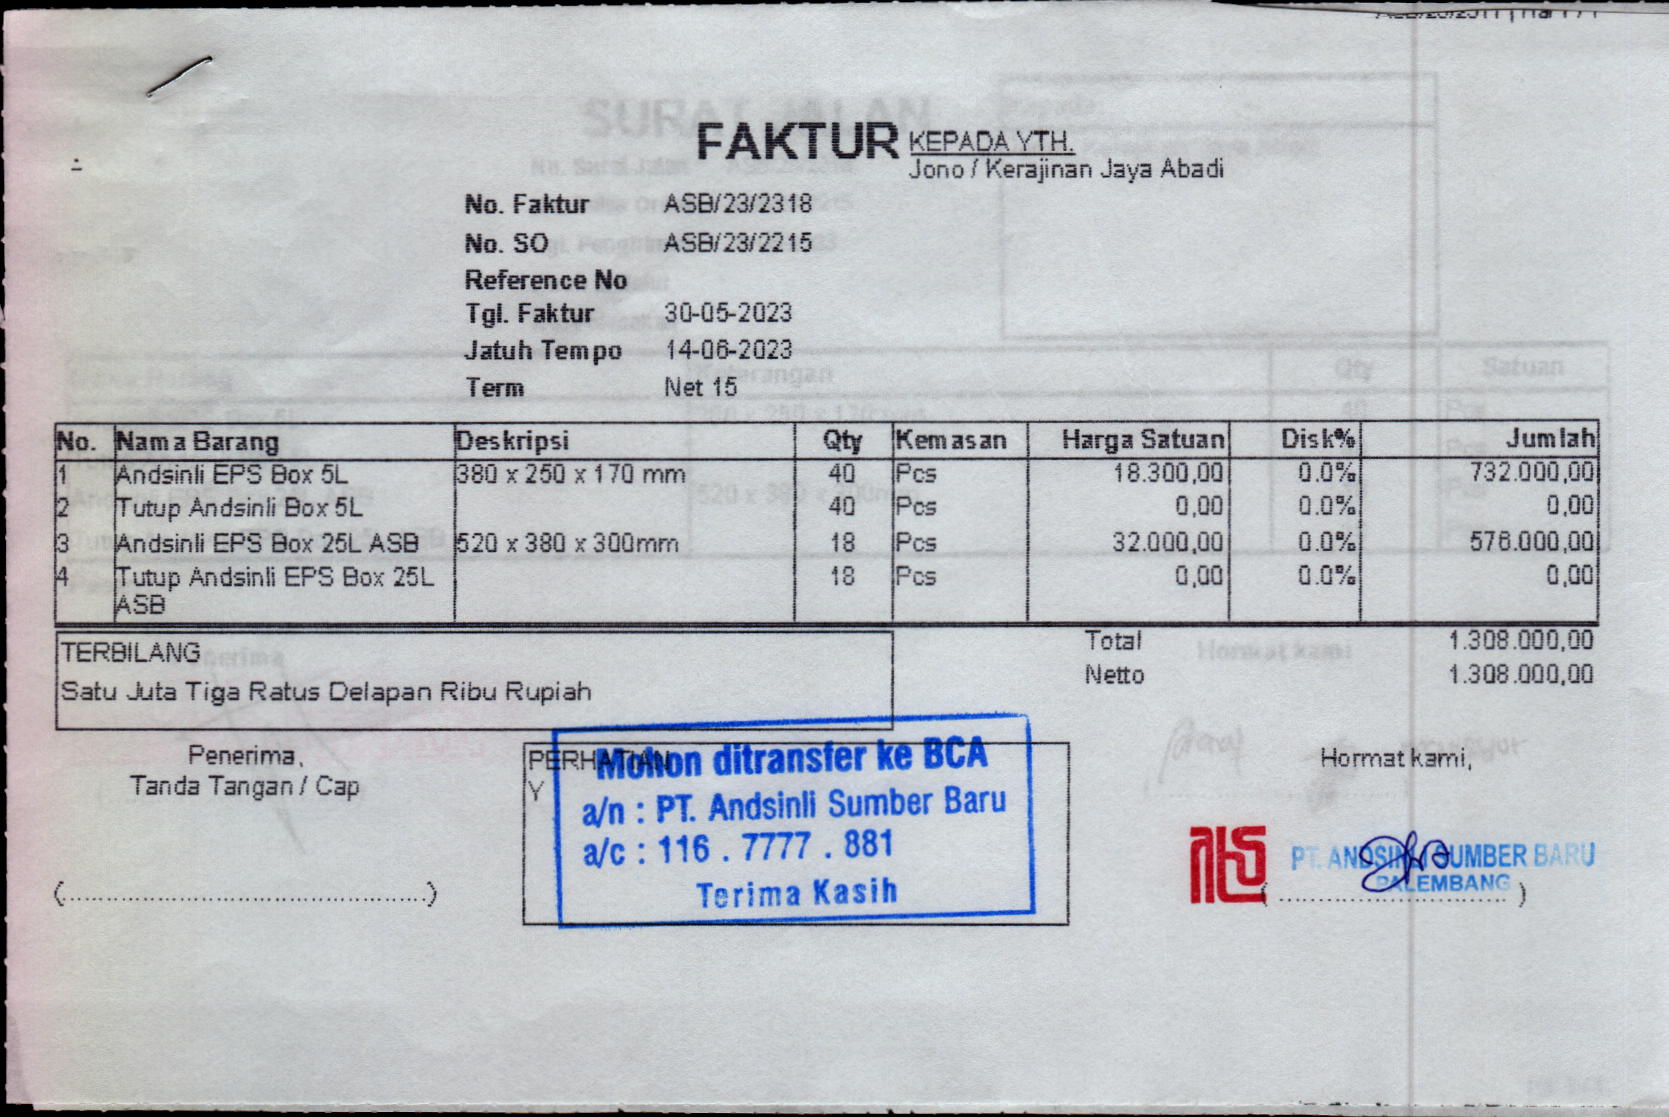 FAKTUR
KEPADA YTH.
Jono / Kerajinan Jaya Abadi
No. Faktur ASB/23/2318
No. SO ASB/23/2215
Reference No
Tgl. Faktur 30-05-2023
Jatuh Tempo 14-06-2023
Term Net 15
No. Nama Barang Deskripsi Qty Kemasan Harga Satuan Disk% Jumlah
1 Andsinli EPS Box 5L 380 x 250 x 170 mm 40 Pcs 18.300,00 0.0% 732.000,00
2 Tutup Andsinli Box 5L 40 Pcs 0,00 0.0% 0,00
3 Andsinli EPS Box 25L ASB 520 x 380 x 300mm 18 Pcs 32.000,00 0.0% 576.000,00
4 Tutup Andsinli EPS Box 25L 18 Pcs 0,00 0.0% 0,00
ASB
TERBILANG
Satu Juta Tiga Ratus Delapan Ribu Rupiah
Total 1.308.000,00
Netto 1.308.000,00
Penerima,
Tanda Tangan / Cap
(..............................................)
PERHATIAN
Y
Mohon ditransfer ke BCA
a/n : PT. Andsinli Sumber Baru
a/c : 116 . 7777 . 881
Terima Kasih
Hormat kami,
PT. ANDSINLI SUMBER BARU
PALEMBANG
(.............................)